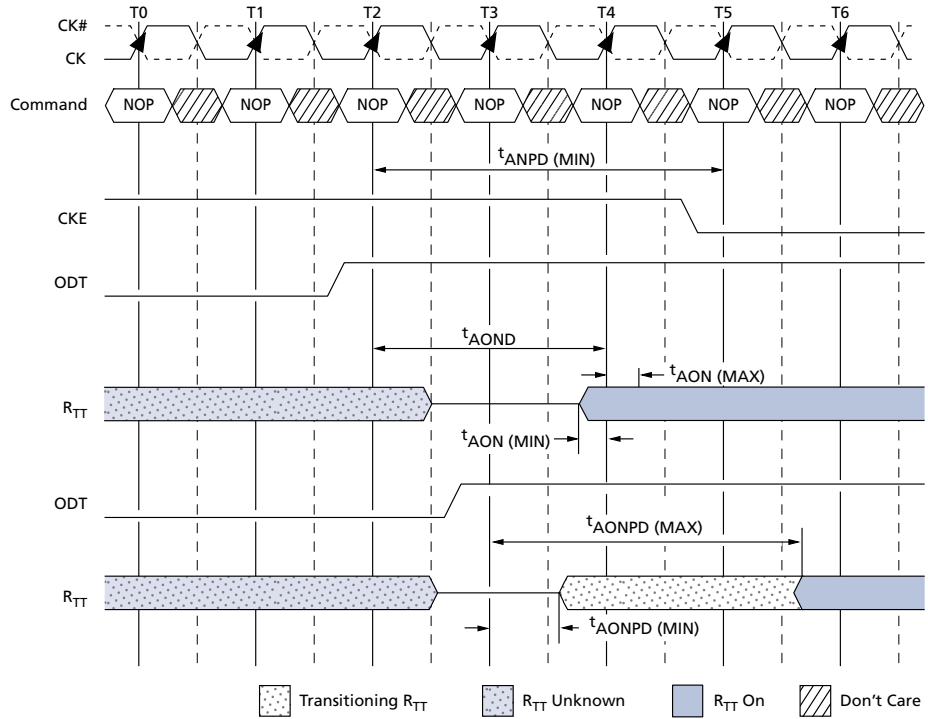 T0 T1 T2 T3 T4 T5 T6
CK#
CK
Command NOP NOP NOP NOP NOP NOP NOP
tANPD (MIN)
CKE
ODT
tAOND
tAON (MAX)
RTT
tAON (MIN)
ODT
tAONPD (MAX)
RTT
tAONPD (MIN)
Transitioning RTT RTT Unknown RTT On Don't Care